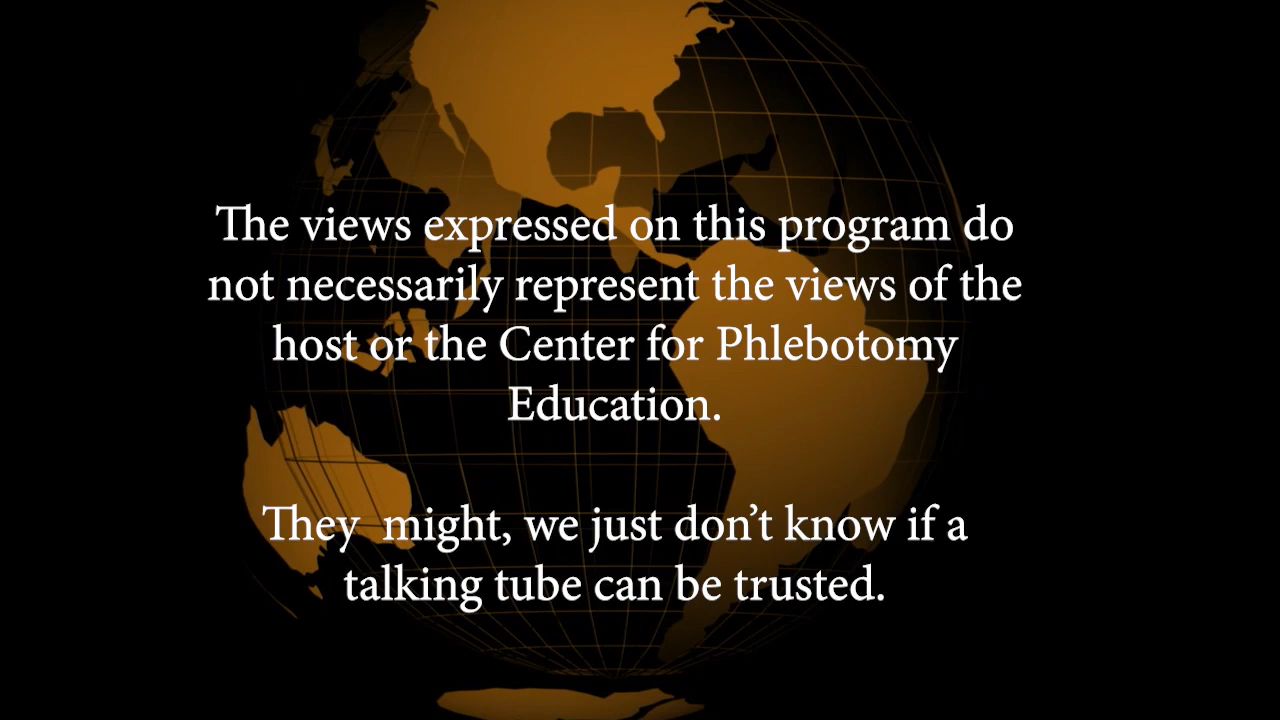 The views expressed on this program do
not necessarily represent the views of the
host or the Center for Phlebotomy
Education.
They  might, we just don’t know if a
talking tube can be trusted.